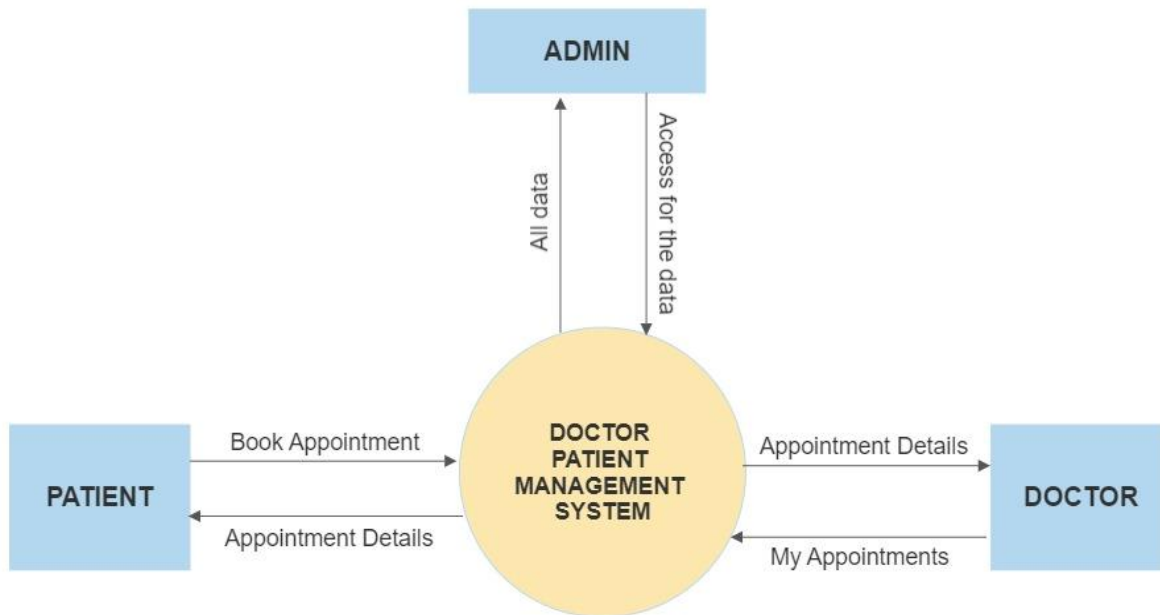 ADMIN
All data
Access for the data
Book Appointment
PATIENT
Appointment Details
DOCTOR
PATIENT
MANAGEMENT
SYSTEM
Appointment Details
DOCTOR
My Appointments